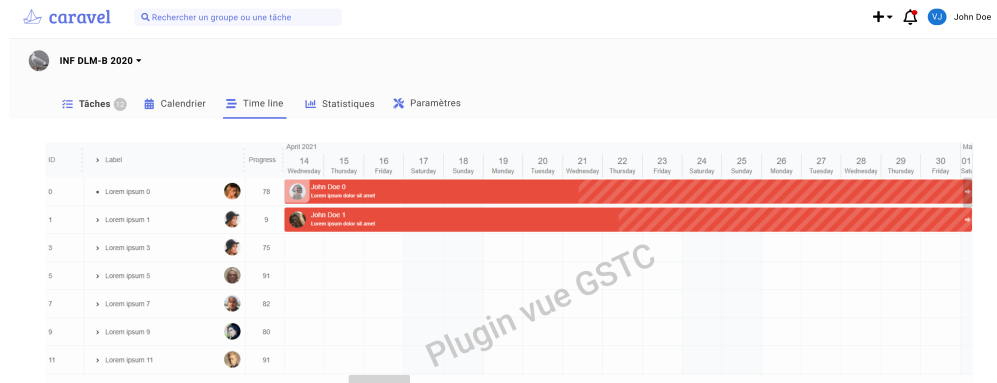 caravel
Rechercher un groupe ou une tâche
VJ
John Doe
INF DLM-B 2020
Tâches 12
Calendrier
Time line
Statistiques
Paramètres
ID
Label
Progress
April 2021
Ma
14 15 16 17 18 19 20 21 22 23 24 25 26 27 28 29 30 01
Wednesday Thursday Friday Saturday Sunday Monday Tuesday Wednesday Thursday Friday Saturday Sunday Monday Tuesday Wednesday Thursday Friday Satu
0 Lorem ipsum 0 78
John Doe 0
Lorem ipsum dolor sil amet
1 Lorem ipsum 1 9
John Doe 1
Lorem ipsum dolor sil amet
3 Lorem ipsum 3 75
5 Lorem ipsum 5 91
7 Lorem ipsum 7 82
9 Lorem ipsum 9 80
11 Lorem ipsum 11 91
Plugin vue GSTC